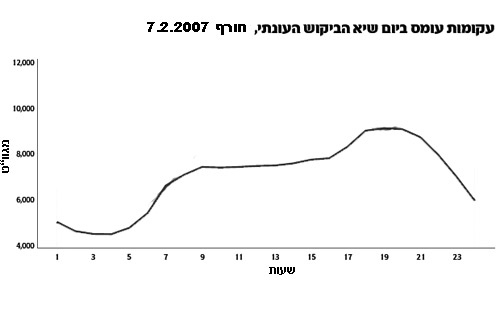 עקומות עומס ביום שיא הביקוש העונתי, חורף 7.2.2007
מגוו"ט
12,000
10,000
8,000
6,000
4,000
1 3 5 7 9 11 13 15 17 19 21 23
שעות